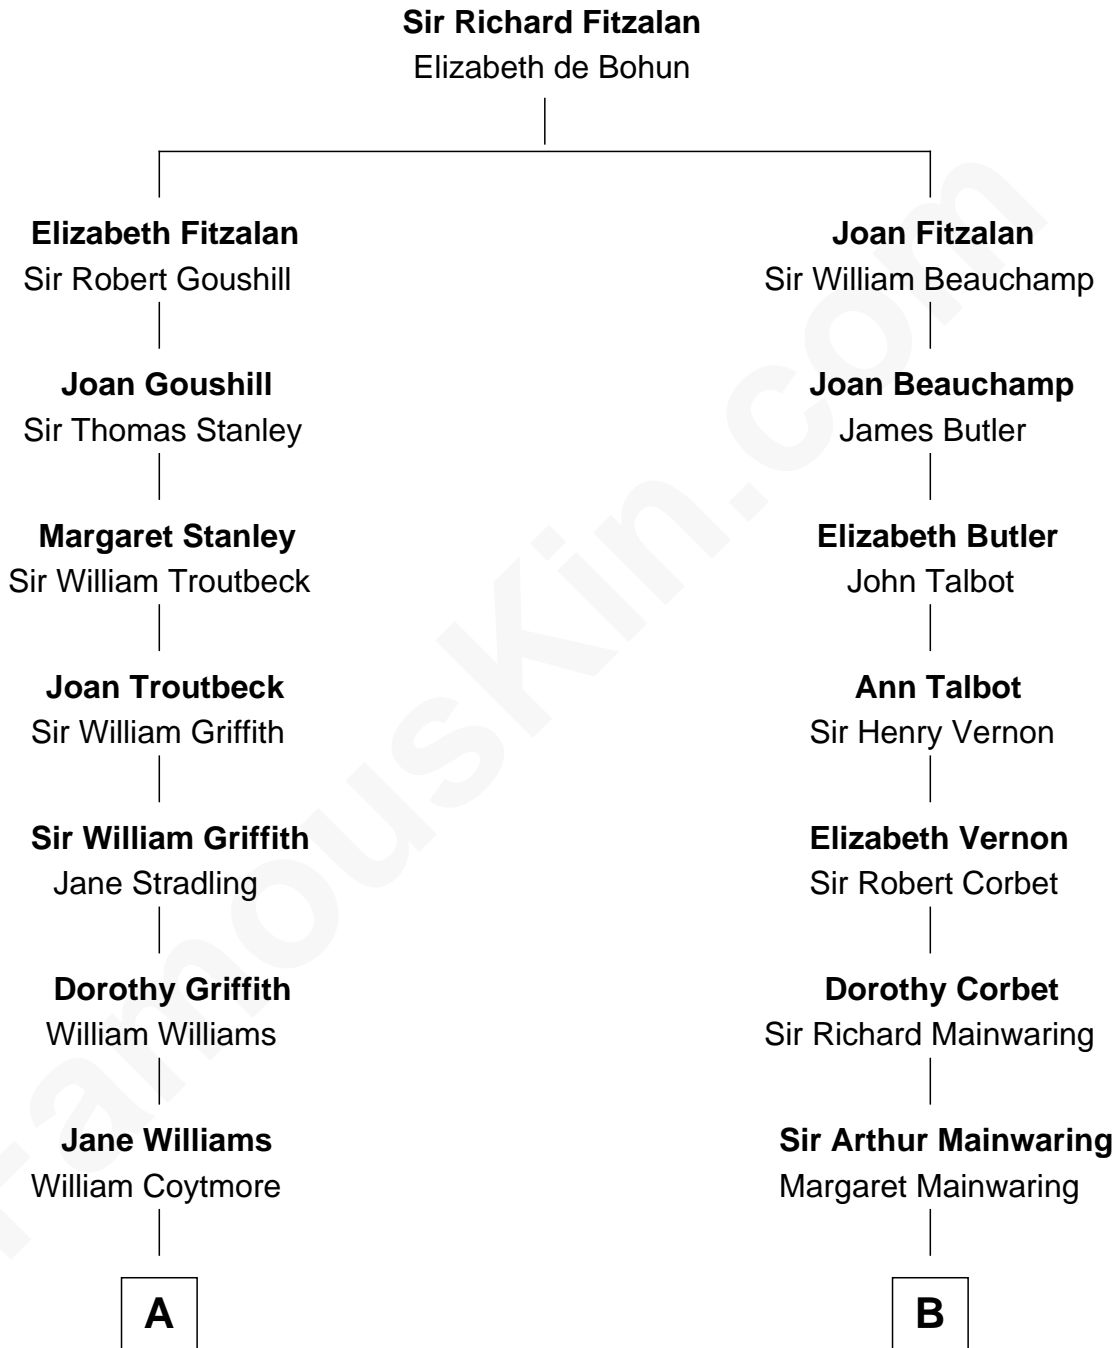 Sir Richard Fitzalan
Elizabeth de Bohun
Elizabeth Fitzalan
Sir Robert Goushill
Joan Goushill
Sir Thomas Stanley
Margaret Stanley
Sir William Troutbeck
Joan Troutbeck
Sir William Griffith
Sir William Griffith
Jane Stradling
Dorothy Griffith
William Williams
Jane Williams
William Coytmore
A
Joan Fitzalan
Sir William Beauchamp
Joan Beauchamp
James Butler
Elizabeth Butler
John Talbot
Ann Talbot
Sir Henry Vernon
Elizabeth Vernon
Sir Robert Corbet
Dorothy Corbet
Sir Richard Mainwaring
Sir Arthur Mainwaring
Margaret Mainwaring
B
FamousKin.com